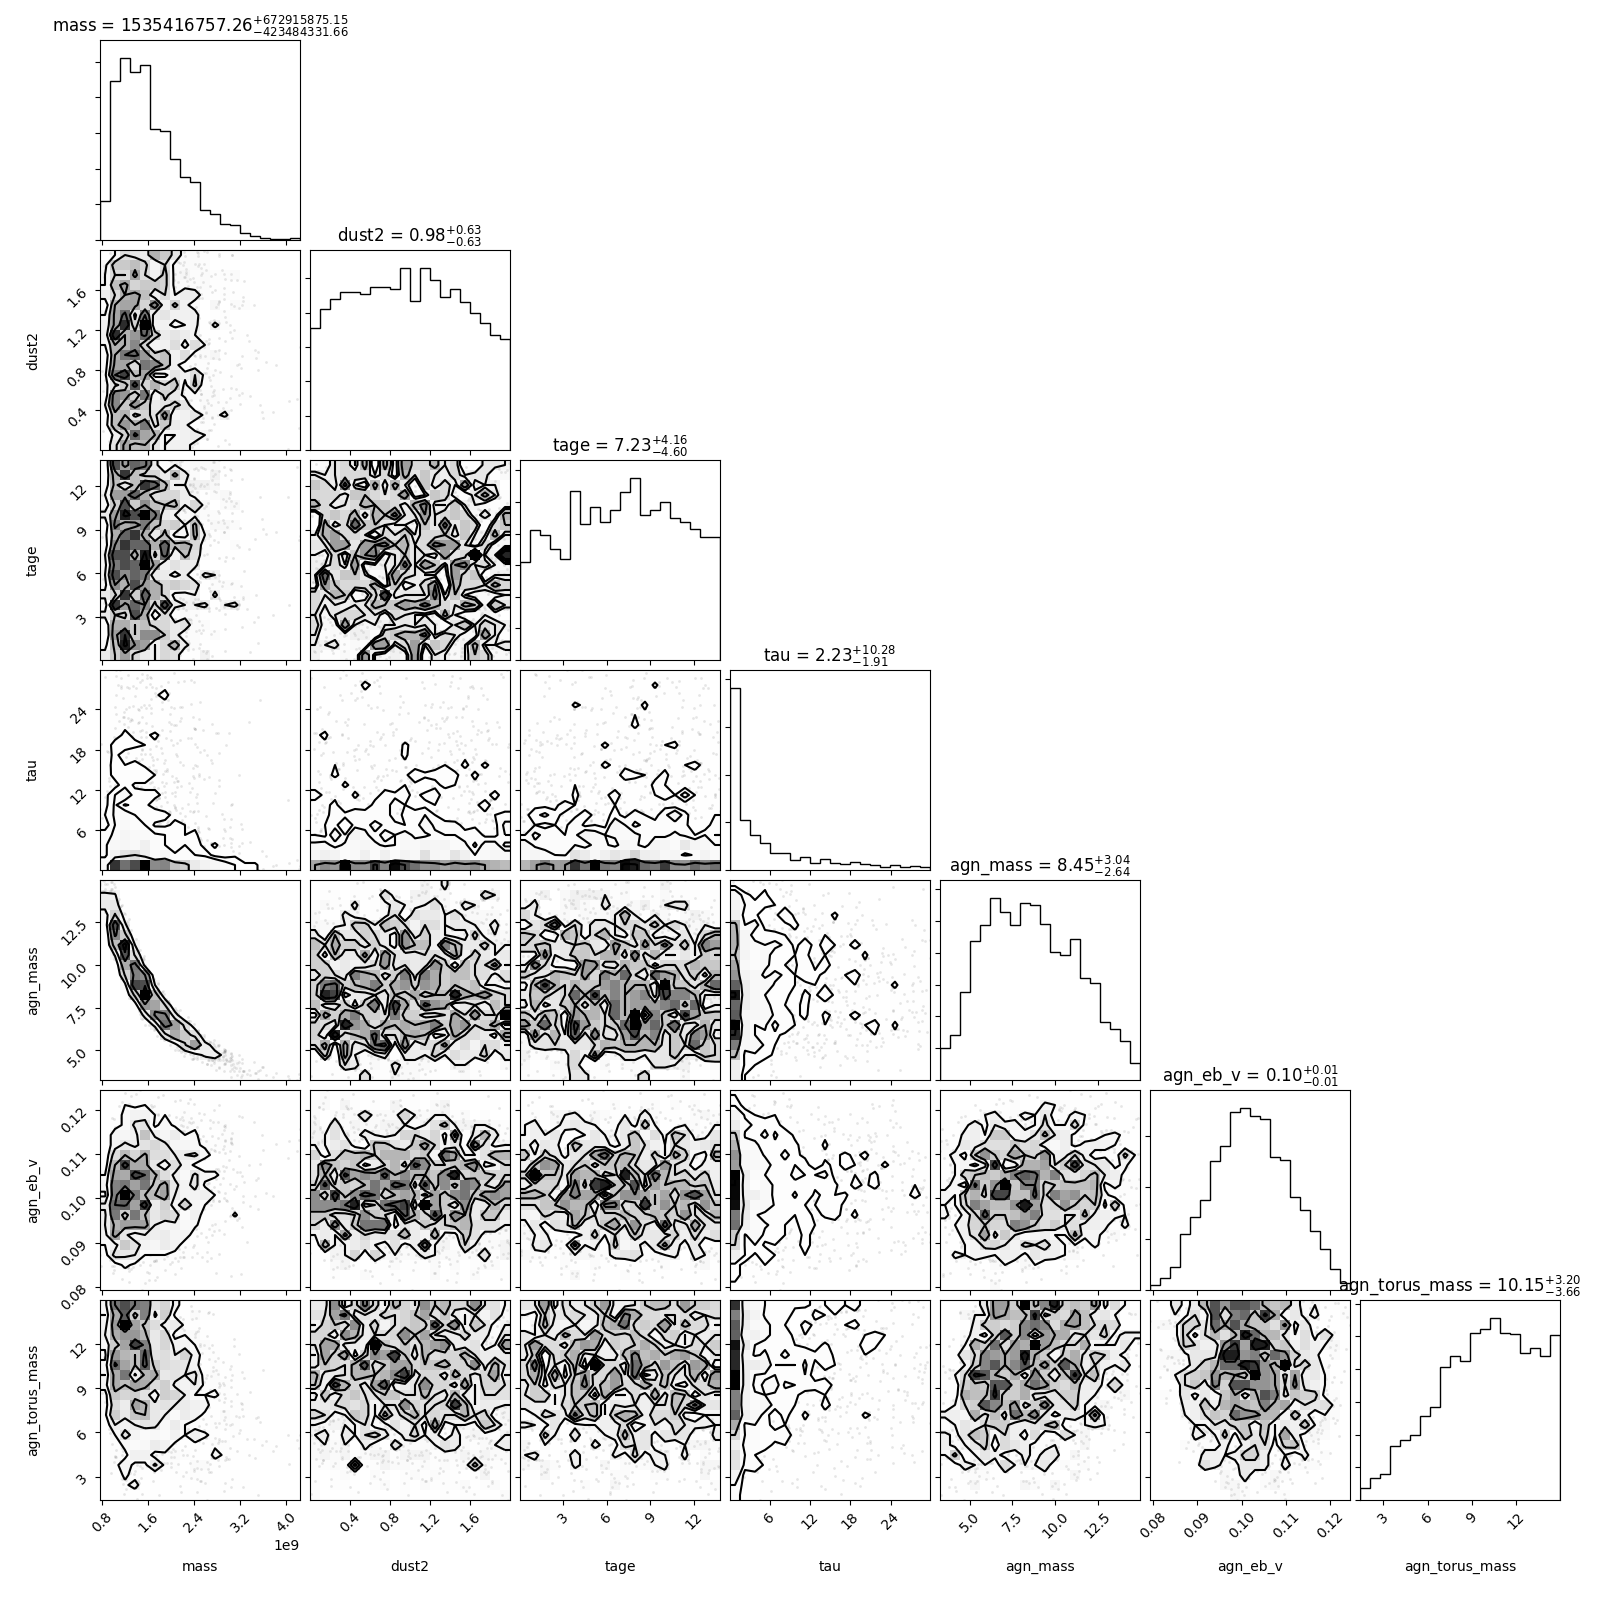 mass = 1535416757.26+672915875.15 −423484331.66
dust2 = 0.98+0.63 −0.63
dust2
1.6
1.2
0.8
0.4
tage = 7.23+4.16 −4.60
tage
12
9
6
3
tau = 2.23+10.28 −1.91
tau
24
18
12
6
agn_mass = 8.45+3.04 −2.64
agn_mass
12.5
10.0
7.5
5.0
agn_eb_v = 0.10+0.01 −0.01
agn_eb_v
0.12
0.11
0.10
0.09
0.08
agn_torus_mass = 10.15+3.20 −3.66
agn_torus_mass
12
9
6
3
0.8 1.6 2.4 3.2 4.0
1e9
mass
0.4 0.8 1.2 1.6
dust2
3 6 9 12
tage
6 12 18 24
tau
5.0 7.5 10.0 12.5
agn_mass
0.08 0.09 0.10 0.11 0.12
agn_eb_v
3 6 9 12
agn_torus_mass